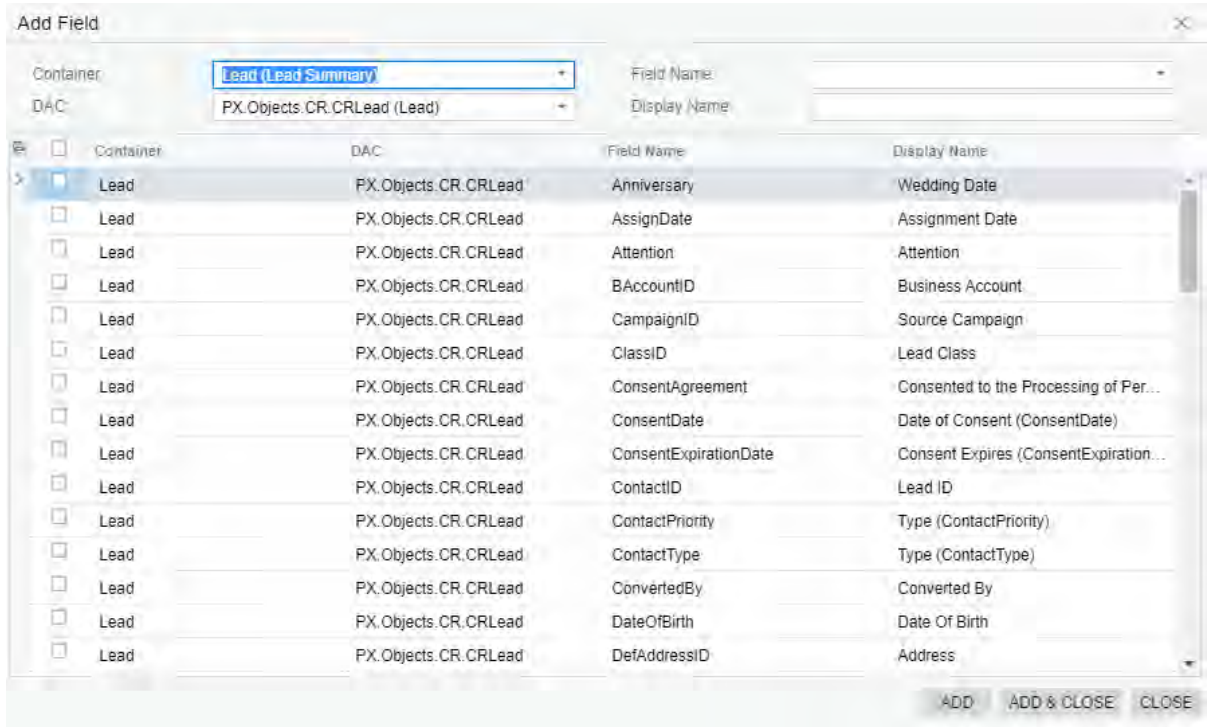 Add Field
Container Lead (Lead Summary) Field Name
DAC PX.Objects.CR.CRLead (Lead) Display Name
Container DAC Field Name Display Name
Lead PX.Objects.CR.CRLead Anniversary Wedding Date
Lead PX.Objects.CR.CRLead AssignDate Assignment Date
Lead PX.Objects.CR.CRLead Attention Attention
Lead PX.Objects.CR.CRLead BAccountID Business Account
Lead PX.Objects.CR.CRLead CampaignID Source Campaign
Lead PX.Objects.CR.CRLead ClassID Lead Class
Lead PX.Objects.CR.CRLead ConsentAgreement Consented to the Processing of Per...
Lead PX.Objects.CR.CRLead ConsentDate Date of Consent (ConsentDate)
Lead PX.Objects.CR.CRLead ConsentExpirationDate Consent Expires (ConsentExpiration...
Lead PX.Objects.CR.CRLead ContactID Lead ID
Lead PX.Objects.CR.CRLead ContactPriority Type (ContactPriority)
Lead PX.Objects.CR.CRLead ContactType Type (ContactType)
Lead PX.Objects.CR.CRLead ConvertedBy Converted By
Lead PX.Objects.CR.CRLead DateOfBirth Date Of Birth
Lead PX.Objects.CR.CRLead DefAddressID Address
ADD ADD & CLOSE CLOSE